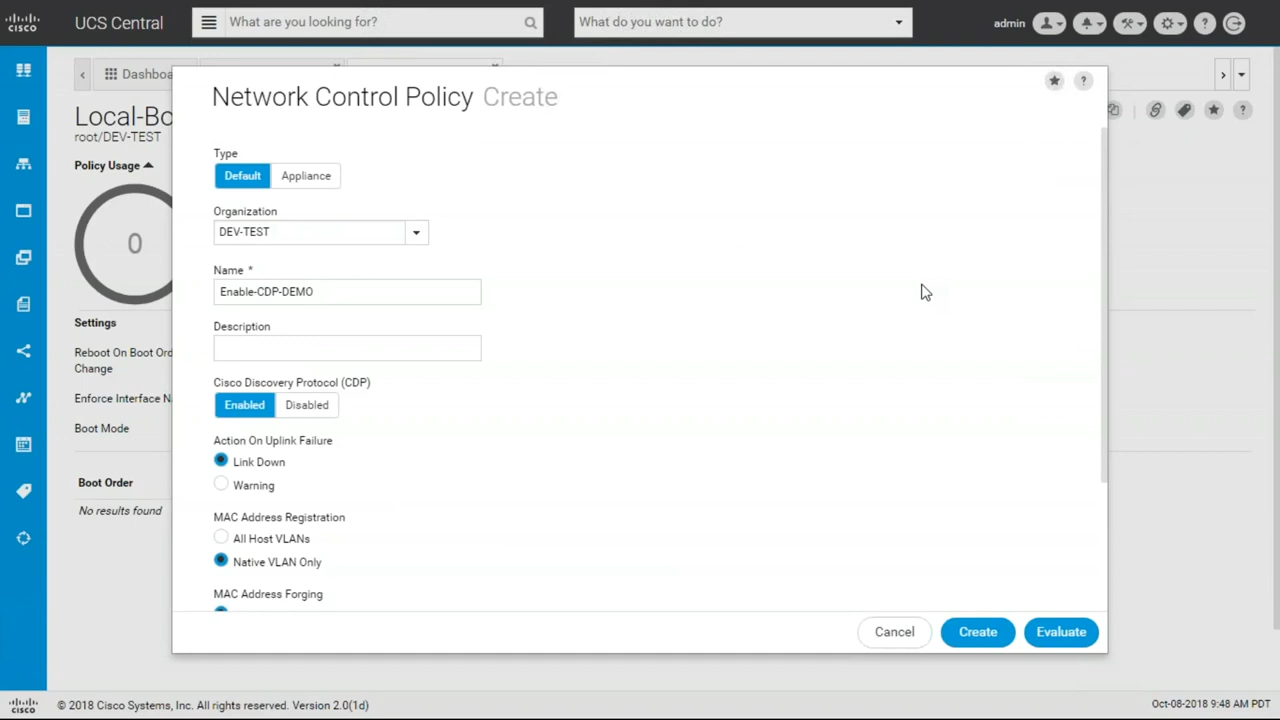 cisco
UCS Central
What are you looking for?
What do you want to do?
admin
?
Dashboa
Local-Bo
root/DEV-TEST
Policy Usage
0
Settings
Reboot On Boot Ord
Change
Enforce Interface N
Boot Mode
Boot Order
No results found
?
Network Control Policy Create
?
Type
Default
Appliance
Organization
DEV-TEST
Name *
Enable-CDP-DEMO
Description
Cisco Discovery Protocol (CDP)
Enabled
Disabled
Action On Uplink Failure
Link Down
Warning
MAC Address Registration
All Host VLANs
Native VLAN Only
MAC Address Forging
Cancel
Create
Evaluate
cisco
© 2018 Cisco Systems, Inc. All rights reserved. Version 2.0(1d)
Oct-08-2018 9:48 AM PDT